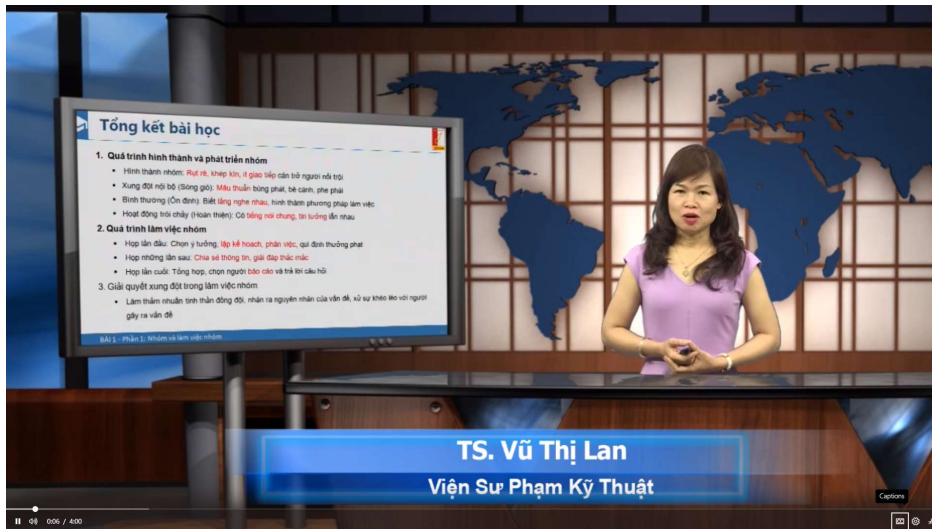 Tổng kết bài học
1. Quá trình hình thành và phát triển nhóm
• Hình thành nhóm: Rụt rè, khép kín, ít giao tiếp cản trở người nổi trội
• Xung đột nội bộ (Sóng gió): Mâu thuẫn bùng phát, bè cánh, phe phái
• Bình thường (Ổn định): Biết lắng nghe nhau, hình thành phương pháp làm việc
• Hoạt động trôi chảy (Hoàn thiện): Có tiếng nói chung, tin tưởng lẫn nhau
2. Quá trình làm việc nhóm
• Họp lần đầu: Chọn ý tưởng, lập kế hoạch, phân việc, qui định thưởng phạt
• Họp những lần sau: Chia sẻ thông tin, giải đáp thắc mắc
• Họp lần cuối: Tổng hợp, chọn người báo cáo và trả lời câu hỏi
3. Giải quyết xung đột trong làm việc nhóm
• Làm thấm nhuần tinh thần đồng đội, nhận ra nguyên nhân của vấn đề, xử sự khéo léo với người
gây ra vấn đề
BÀI 1 - Phần 1: Nhóm và làm việc nhóm
TS. Vũ Thị Lan
Viện Sư Phạm Kỹ Thuật
Captions
0:06 / 4:00